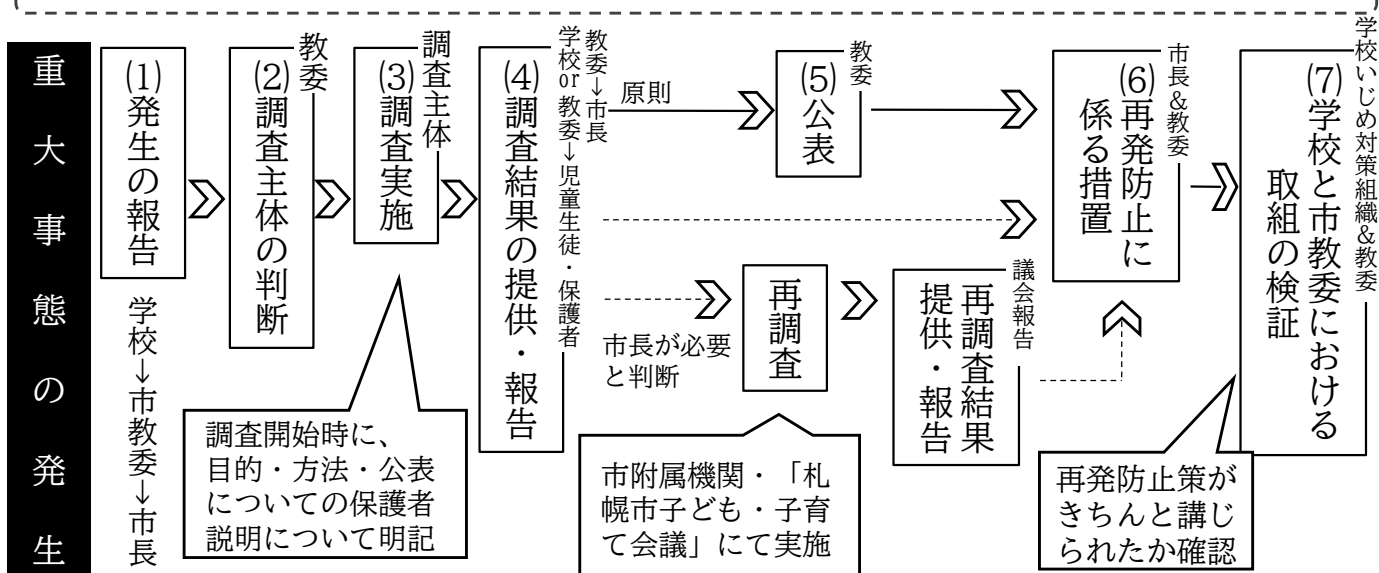 重大事態の発生
(1)発生の報告
学校→市教委→市長
(2)調査主体の判断
教委
(3)調査実施
調査主体
調査開始時に、
目的・方法・公表
についての保護者
説明について明記
(4)調査結果の提供・報告
教委→市長
学校or教委→児童生徒・保護者
原則
(5)公表
教委
市長が必要
と判断
再調査
市附属機関・「札
幌市子ども・子育
て会議」にて実施
再調査結果
提供・報告
議会報告
(6)再発防止に
係る措置
市長&教委
(7)学校と市教委における
取組の検証
学校いじめ対策組織&教委
再発防止策が
きちんと講じ
られたか確認